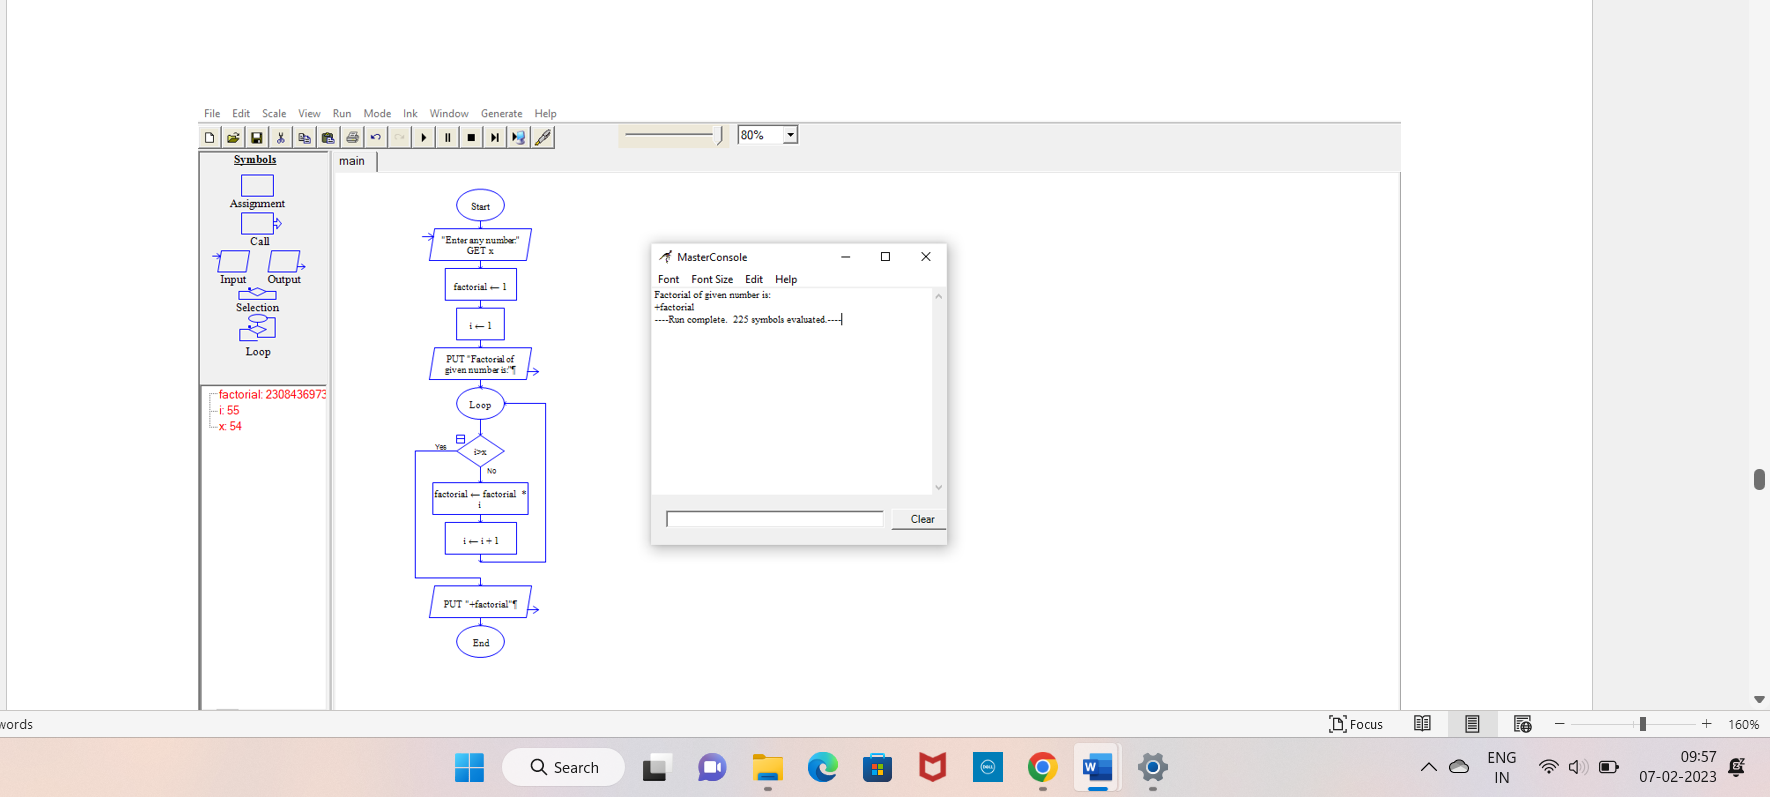 File Edit Scale View Run Mode Ink Window Generate Help
80%
Symbols
Assignment
Call
Input Output
Selection
Loop
factorial: 2308436973
i: 55
x: 54
main
Start
"Enter any number:"
GET x
factorial ← 1
i ← 1
PUT "Factorial of
given number is:"¶
Loop
Yes
i>x
No
factorial ← factorial *
i
i ← i + 1
PUT "+factorial"¶
End
MasterConsole
Font Font Size Edit Help
Factorial of given number is:
+factorial
----Run complete. 225 symbols evaluated.----
Clear
words
Focus
160%
Search
W
DELL
ENG
IN
09:57
07-02-2023